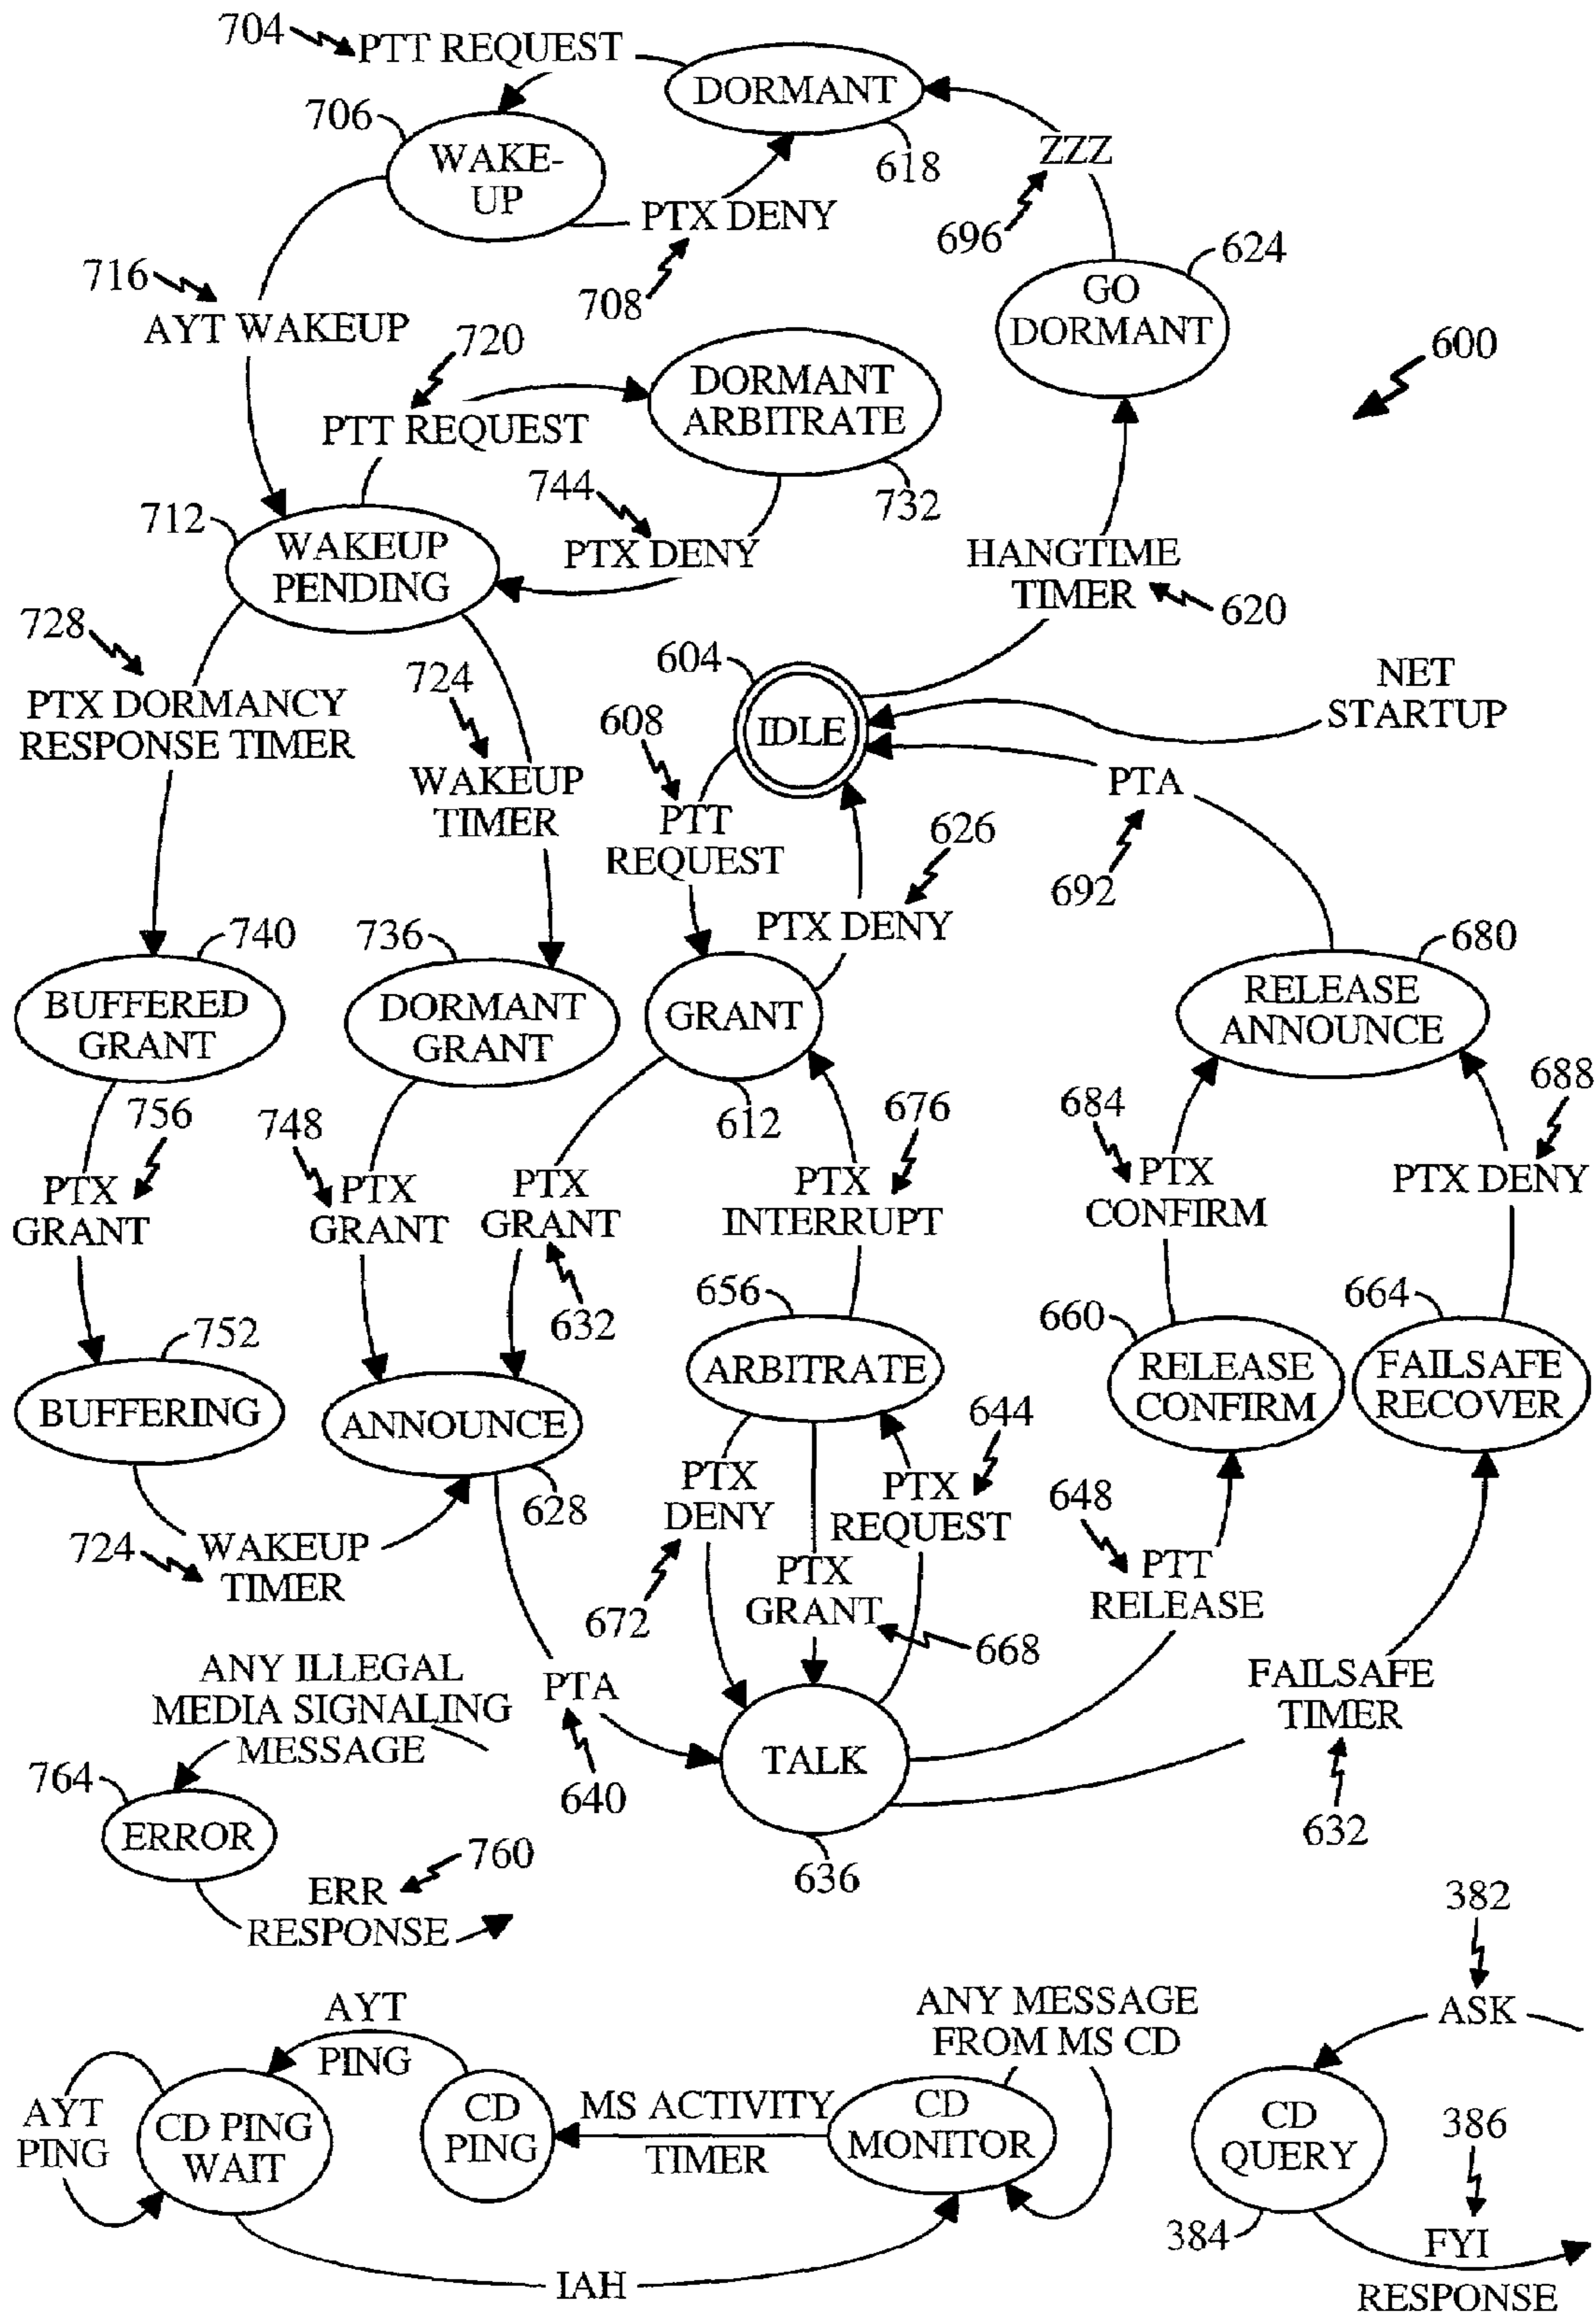 704
PTT REQUEST
DORMANT
706
WAKE-
UP
618
ZZZ
PTX DENY
696
624
716
708
GO
DORMANT
AYT WAKEUP
720
600
DORMANT
ARBITRATE
PTT REQUEST
744
732
712
WAKEUP
PENDING
PTX DENY
HANGTIME
TIMER
620
728
604
NET
STARTUP
724
PTX DORMANCY
RESPONSE TIMER
608
IDLE
WAKEUP
TIMER
PTT
REQUEST
PTA
626
692
PTX DENY
740
736
680
BUFFERED
GRANT
DORMANT
GRANT
GRANT
RELEASE
ANNOUNCE
756
748
612
676
684
688
PTX
GRANT
PTX
GRANT
PTX
GRANT
PTX
INTERRUPT
PTX
CONFIRM
PTX DENY
632
656
660
664
752
ARBITRATE
RELEASE
CONFIRM
FAILSAFE
RECOVER
BUFFERING
ANNOUNCE
644
PTX
DENY
PTX
REQUEST
628
648
724
WAKEUP
TIMER
PTX
GRANT
PTT
RELEASE
672
668
ANY ILLEGAL
MEDIA SIGNALING
MESSAGE
PTA
FAILSAFE
TIMER
TALK
764
640
632
ERROR
760
636
ERR
RESPONSE
382
AYT
PING
ANY MESSAGE
FROM MS CD
ASK
AYT
PING
CD PING
WAIT
CD
PING
MS ACTIVITY
TIMER
CD
MONITOR
CD
QUERY
386
384
FYI
RESPONSE
IAH